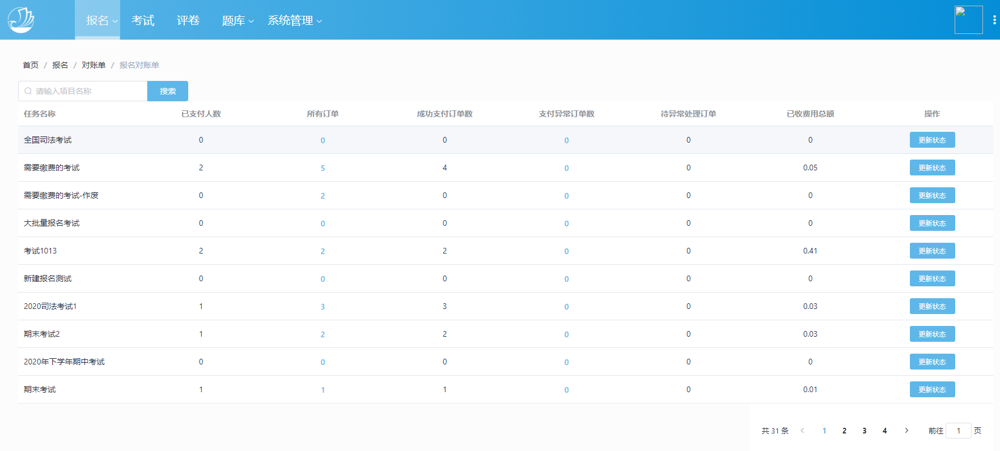 报名 考试 评卷 题库 系统管理
首页 / 报名 / 对账单 / 报名对账单
请输入项目名称 搜索
任务名称 已支付人数 所有订单 成功支付订单数 支付异常订单数 待异常处理订单 已收费用总额 操作
全国司法考试 0 0 0 0 0 0 更新状态
需要缴费的考试 2 5 4 0 0 0.05 更新状态
需要缴费的考试-作废 0 2 0 0 0 0 更新状态
大批量报名考试 0 0 0 0 0 0 更新状态
考试1013 2 2 2 0 0 0.41 更新状态
新建报名测试 0 0 0 0 0 0 更新状态
2020司法考试1 1 3 3 0 0 0.03 更新状态
期末考试2 1 2 2 0 0 0.03 更新状态
2020年下学年期中考试 0 0 0 0 0 0 更新状态
期末考试 1 1 1 0 0 0.01 更新状态
共 31 条 < 1 2 3 4 > 前往 1 页